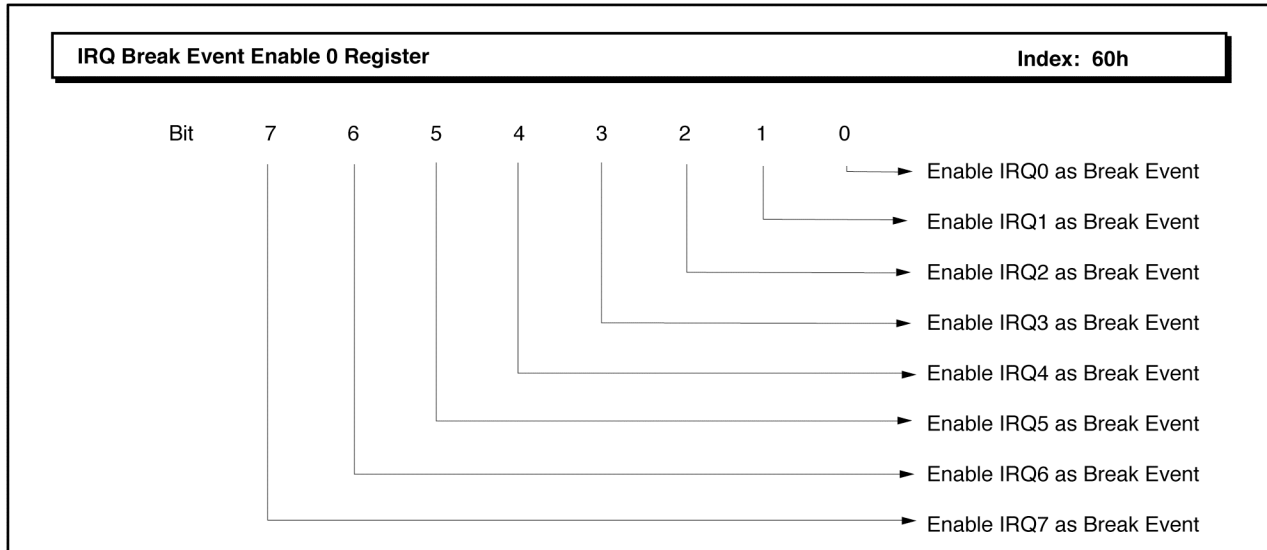 IRQ Break Event Enable 0 Register Index: 60h
Bit 7 6 5 4 3 2 1 0
Enable IRQ0 as Break Event
Enable IRQ1 as Break Event
Enable IRQ2 as Break Event
Enable IRQ3 as Break Event
Enable IRQ4 as Break Event
Enable IRQ5 as Break Event
Enable IRQ6 as Break Event
Enable IRQ7 as Break Event